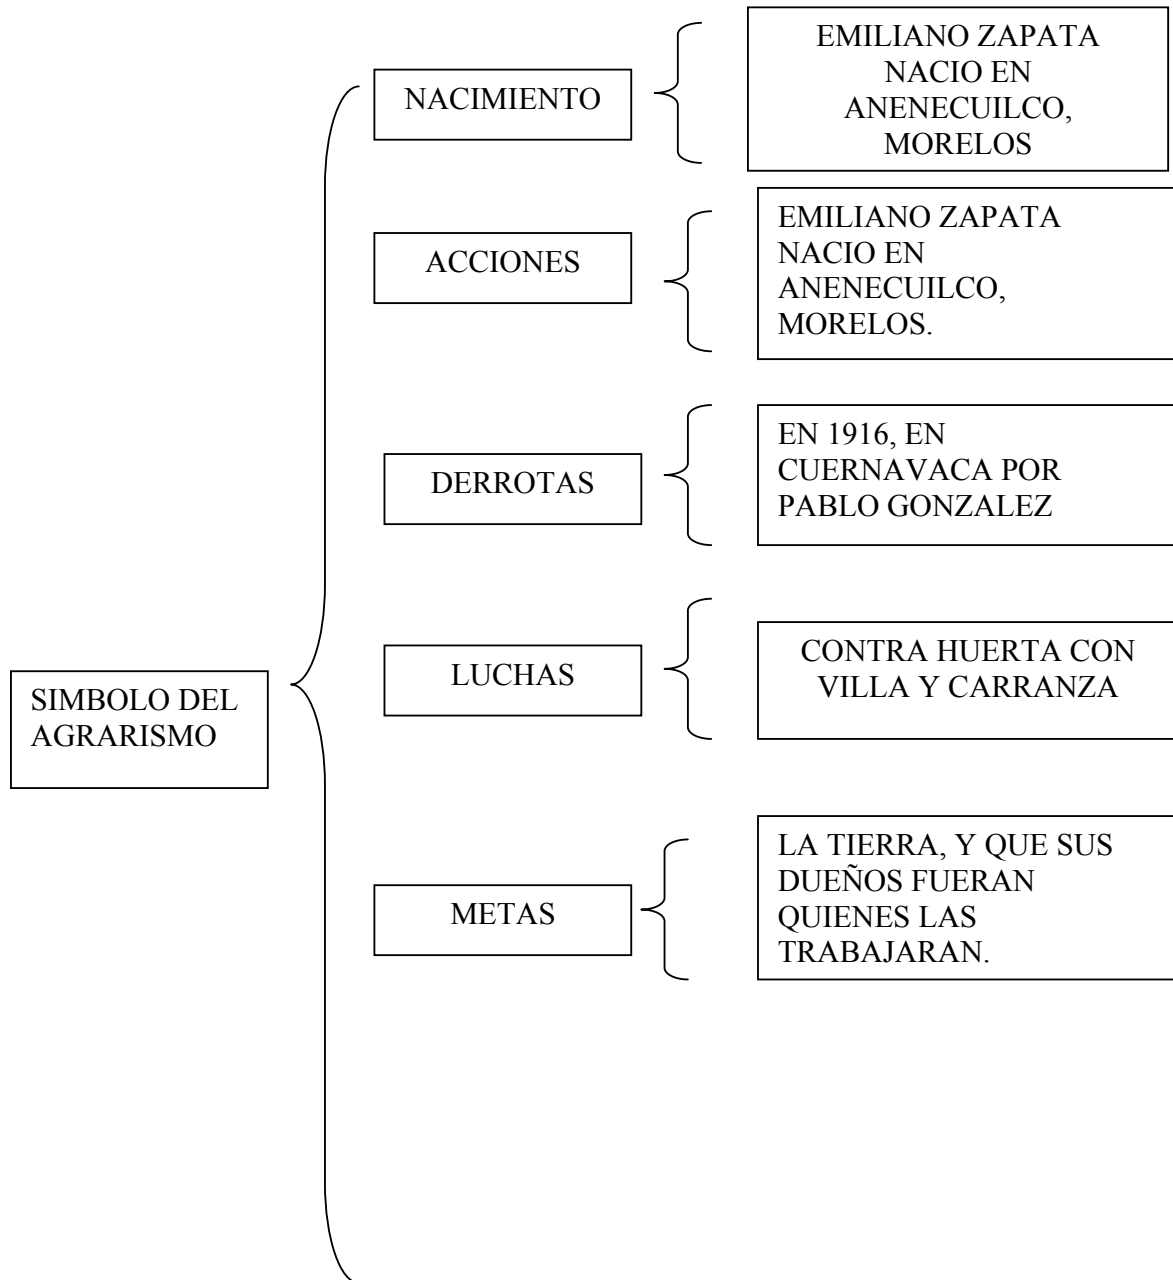 SIMBOLO DEL
AGRARISMO
NACIMIENTO
EMILIANO ZAPATA
NACIO EN
ANENECUILCO,
MORELOS
ACCIONES
EMILIANO ZAPATA
NACIO EN
ANENECUILCO,
MORELOS.
DERROTAS
EN 1916, EN
CUERNAVACA POR
PABLO GONZALEZ
LUCHAS
CONTRA HUERTA CON
VILLA Y CARRANZA
METAS
LA TIERRA, Y QUE SUS
DUEÑOS FUERAN
QUIENES LAS
TRABAJARAN.